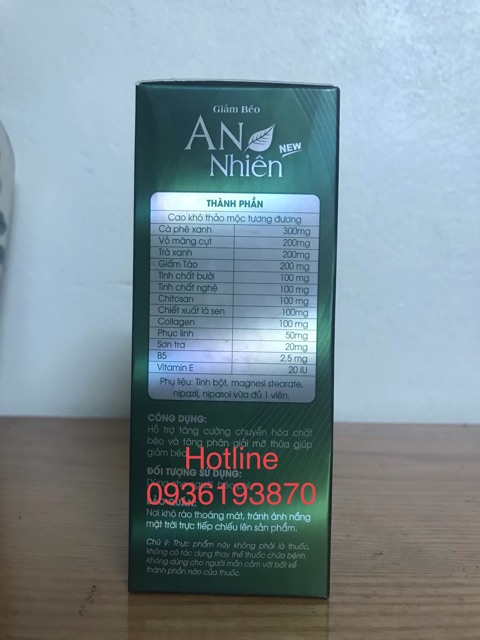 Giảm Béo
AN
Nhiên
NEW
THÀNH PHẦN
Cao khô thảo mộc tương đương
Cà phê xanh 300mg
Vỏ măng cụt 200mg
Trà xanh 200mg
Giấm Táo 200 mg
Tinh chất bưởi 100 mg
Tinh chất nghệ 100 mg
Chitosan 100 mg
Chiết xuất lá sen 100mg
Collagen 100 mg
Phục linh 50mg
Sơn tra 20mg
B5 2,5 mg
Vitamin E 20 IU
Phụ liệu: Tinh bột, magnesi stearate,
nipazil, nipasol vừa đủ 1 viên.
CÔNG DỤNG:
Hỗ trợ tăng cường chuyển hóa chất
béo và tăng phân giải mỡ thừa giúp
giảm béo
Hotline
ĐỐI TƯỢNG SỬ DỤNG:
0936193870
BẢO QUẢN:
Nơi khô ráo thoáng mát, tránh ánh nắng
mặt trời trực tiếp chiếu lên sản phẩm.
Chú ý: Thực phẩm này không phải là thuốc,
không có tác dụng thay thế thuốc chữa bệnh.
Không dùng cho người mẫn cảm với bất kể
thành phần nào của thuốc.